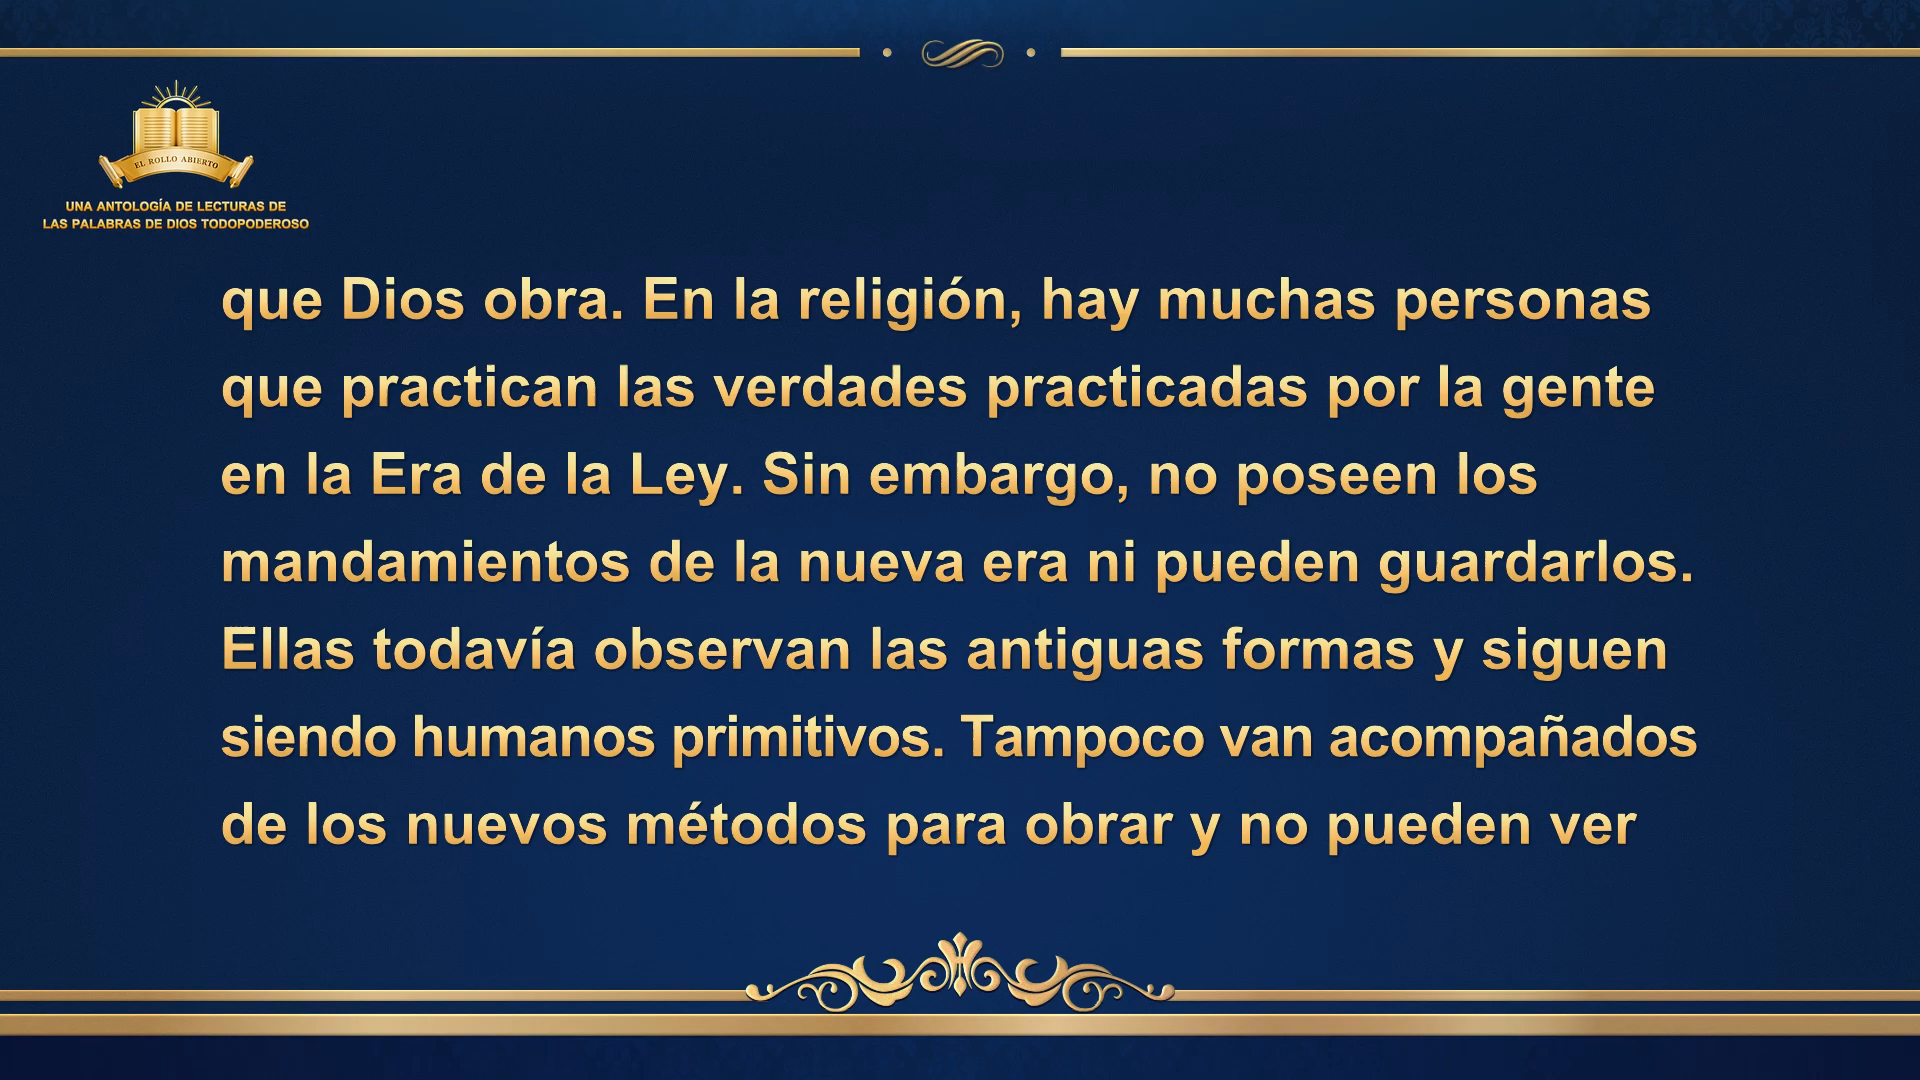 EL ROLLO ABIERTO
UNA ANTOLOGÍA DE LECTURAS DE
LAS PALABRAS DE DIOS TODOPODEROSO
que Dios obra. En la religión, hay muchas personas
que practican las verdades practicadas por la gente
en la Era de la Ley. Sin embargo, no poseen los
mandamientos de la nueva era ni pueden guardarlos.
Ellas todavía observan las antiguas formas y siguen
siendo humanos primitivos. Tampoco van acompañados
de los nuevos métodos para obrar y no pueden ver